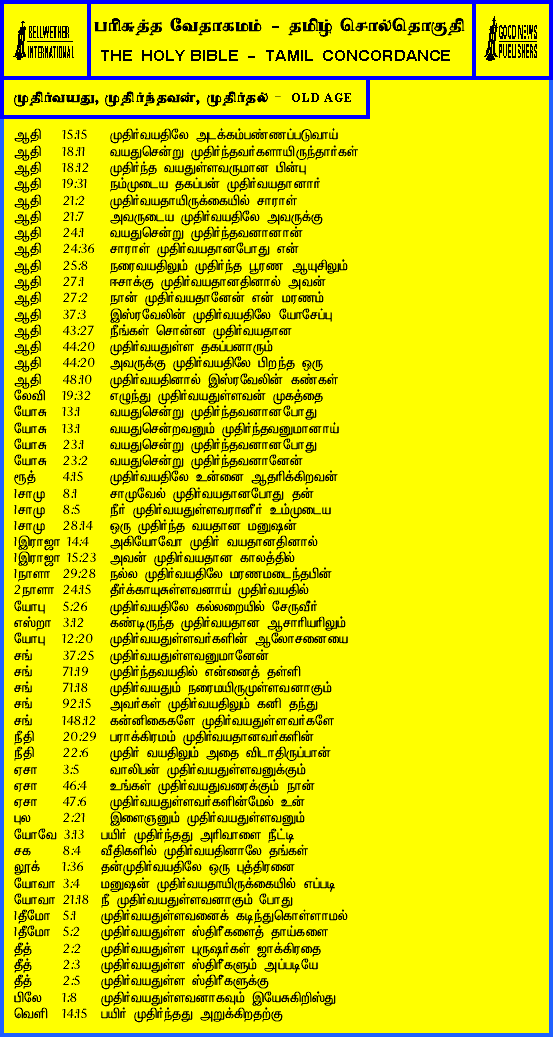 BELLWETHER
INTERNATIONAL
பரிசுத்த வேதாகமம் - தமிழ் சொல்தொகுதி
THE HOLY BIBLE - TAMIL CONCORDANCE
GOOD NEWS
PUBLISHERS
முதிர்வயது, முதிர்ந்தவன், முதிர்தல் - OLD AGE
ஆதி 15:15 முதிர்வயதிலே அடக்கம்பண்ணப்படுவாய்
ஆதி 18:11 வயதுசென்று முதிர்ந்தவர்களாயிருந்தார்கள்
ஆதி 18:12 முதிர்ந்த வயதுள்ளவருமான பின்பு
ஆதி 19:31 நம்முடைய தகப்பன் முதிர்வயதானார்
ஆதி 21:2 முதிர்வயதாயிருக்கையில் சாராள்
ஆதி 21:7 அவருடைய முதிர்வயதிலே அவருக்கு
ஆதி 24:1 வயதுசென்று முதிர்ந்தவனானான்
ஆதி 24:36 சாராள் முதிர்வயதானபோது என்
ஆதி 25:8 நரைவயதிலும் முதிர்ந்த பூரண ஆயுசிலும்
ஆதி 27:1 ஈசாக்கு முதிர்வயதானதினால் அவன்
ஆதி 27:2 நான் முதிர்வயதானேன் என் மரணம்
ஆதி 37:3 இஸ்ரவேலின் முதிர்வயதிலே யோசேப்பு
ஆதி 43:27 நீங்கள் சொன்ன முதிர்வயதான
ஆதி 44:20 முதிர்வயதுள்ள தகப்பனாரும்
ஆதி 44:20 அவருக்கு முதிர்வயதிலே பிறந்த ஒரு
ஆதி 48:10 முதிர்வயதினால் இஸ்ரவேலின் கண்கள்
லேவி 19:32 எழுந்து முதிர்வயதுள்ளவன் முகத்தை
யோசு 13:1 வயதுசென்று முதிர்ந்தவனானபோது
யோசு 13:1 வயதுசென்றவனும் முதிர்ந்தவனுமானாய்
யோசு 23:1 வயதுசென்று முதிர்ந்தவனானபோது
யோசு 23:2 வயதுசென்று முதிர்ந்தவனானேன்
ரூத் 4:15 முதிர்வயதிலே உன்னை ஆதரிக்கிறவன்
1சாமு 8:1 சாமுவேல் முதிர்வயதானபோது தன்
1சாமு 8:5 நீர் முதிர்வயதுள்ளவரானீர் உம்முடைய
1சாமு 28:14 ஒரு முதிர்ந்த வயதான மனுஷன்
1இராஜா 14:4 அகியோவோ முதிர் வயதானதினால்
1இராஜா 15:23 அவன் முதிர்வயதான காலத்தில்
1நாளா 29:28 நல்ல முதிர்வயதிலே மரணமடைந்தபின்
2நாளா 24:15 தீர்க்காயுசுள்ளவனாய் முதிர்வயதில்
யோபு 5:26 முதிர்வயதிலே கல்லறையில் சேருவீர்
எஸ்றா 3:12 கண்டிருந்த முதிர்வயதான ஆசாரியரிலும்
யோபு 12:20 முதிர்வயதுள்ளவர்களின் ஆலோசனையை
சங் 37:25 முதிர்வயதுள்ளவனுமானேன்
சங் 71:19 முதிர்ந்தவயதில் என்னைத் தள்ளி
சங் 71:18 முதிர்வயதும் நரைமயிருமுள்ளவனாகும்
சங் 92:15 அவர்கள் முதிர்வயதிலும் கனி தந்து
சங் 148:12 கன்னிகைகளே முதிர்வயதுள்ளவர்களே
நீதி 20:29 பராக்கிரமம் முதிர்வயதானவர்களின்
நீதி 22:6 முதிர் வயதிலும் அதை விடாதிருப்பான்
ஏசா 3:5 வாலிபன் முதிர்வயதுள்ளவனுக்கும்
ஏசா 46:4 உங்கள் முதிர்வயதுவரைக்கும் நான்
ஏசா 47:6 முதிர்வயதுள்ளவர்களின்மேல் உன்
புல 2:21 இளைஞனும் முதிர்வயதுள்ளவனும்
யோவே 3:13 பயிர் முதிர்ந்தது அரிவாளை நீட்டி
சக 8:4 வீதிகளில் முதிர்வயதினாலே தங்கள்
லூக் 1:36 தன்முதிர்வயதிலே ஒரு புத்திரனை
யோவா 3:4 மனுஷன் முதிர்வயதாயிருக்கையில் எப்படி
யோவா 21:18 நீ முதிர்வயதுள்ளவனாகும் போது
1தீமோ 5:1 முதிர்வயதுள்ளவனைக் கடிந்துகொள்ளாமல்
1தீமோ 5:2 முதிர்வயதுள்ள ஸ்திரீகளைத் தாய்களை
தீத் 2:2 முதிர்வயதுள்ள புருஷர்கள் ஜாக்கிரதை
தீத் 2:3 முதிர்வயதுள்ள ஸ்திரீகளும் அப்படியே
தீத் 2:5 முதிர்வயதுள்ள ஸ்திரீகளுக்கு
பிலே 1:8 முதிர்வயதுள்ளவனாகவும் இயேசுகிறிஸ்து
வெளி 14:15 பயிர் முதிர்ந்தது அறுக்கிறதற்கு